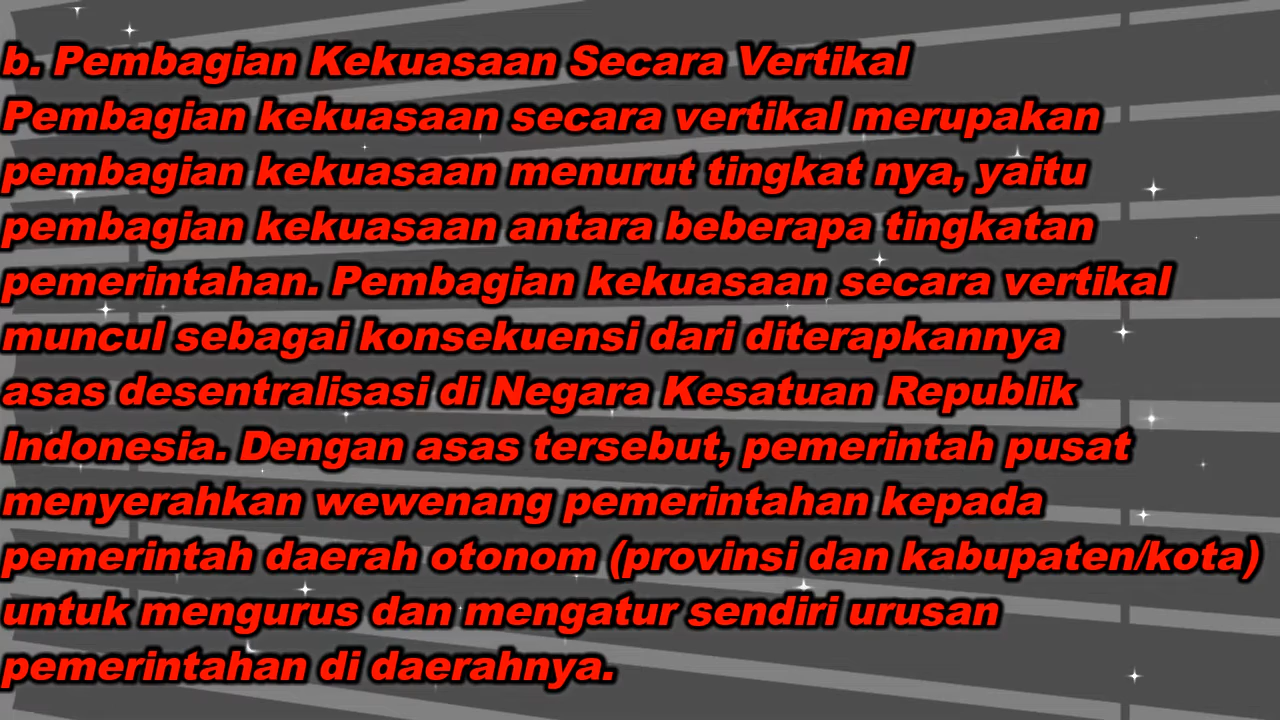 b. Pembagian Kekuasaan Secara Vertikal
Pembagian kekuasaan secara vertikal merupakan
pembagian kekuasaan menurut tingkat nya, yaitu
pembagian kekuasaan antara beberapa tingkatan
pemerintahan. Pembagian kekuasaan secara vertikal
muncul sebagai konsekuensi dari diterapkannya
asas desentralisasi di Negara Kesatuan Republik
Indonesia. Dengan asas tersebut, pemerintah pusat
menyerahkan wewenang pemerintahan kepada
pemerintah daerah otonom (provinsi dan kabupaten/kota)
untuk mengurus dan mengatur sendiri urusan
pemerintahan di daerahnya.